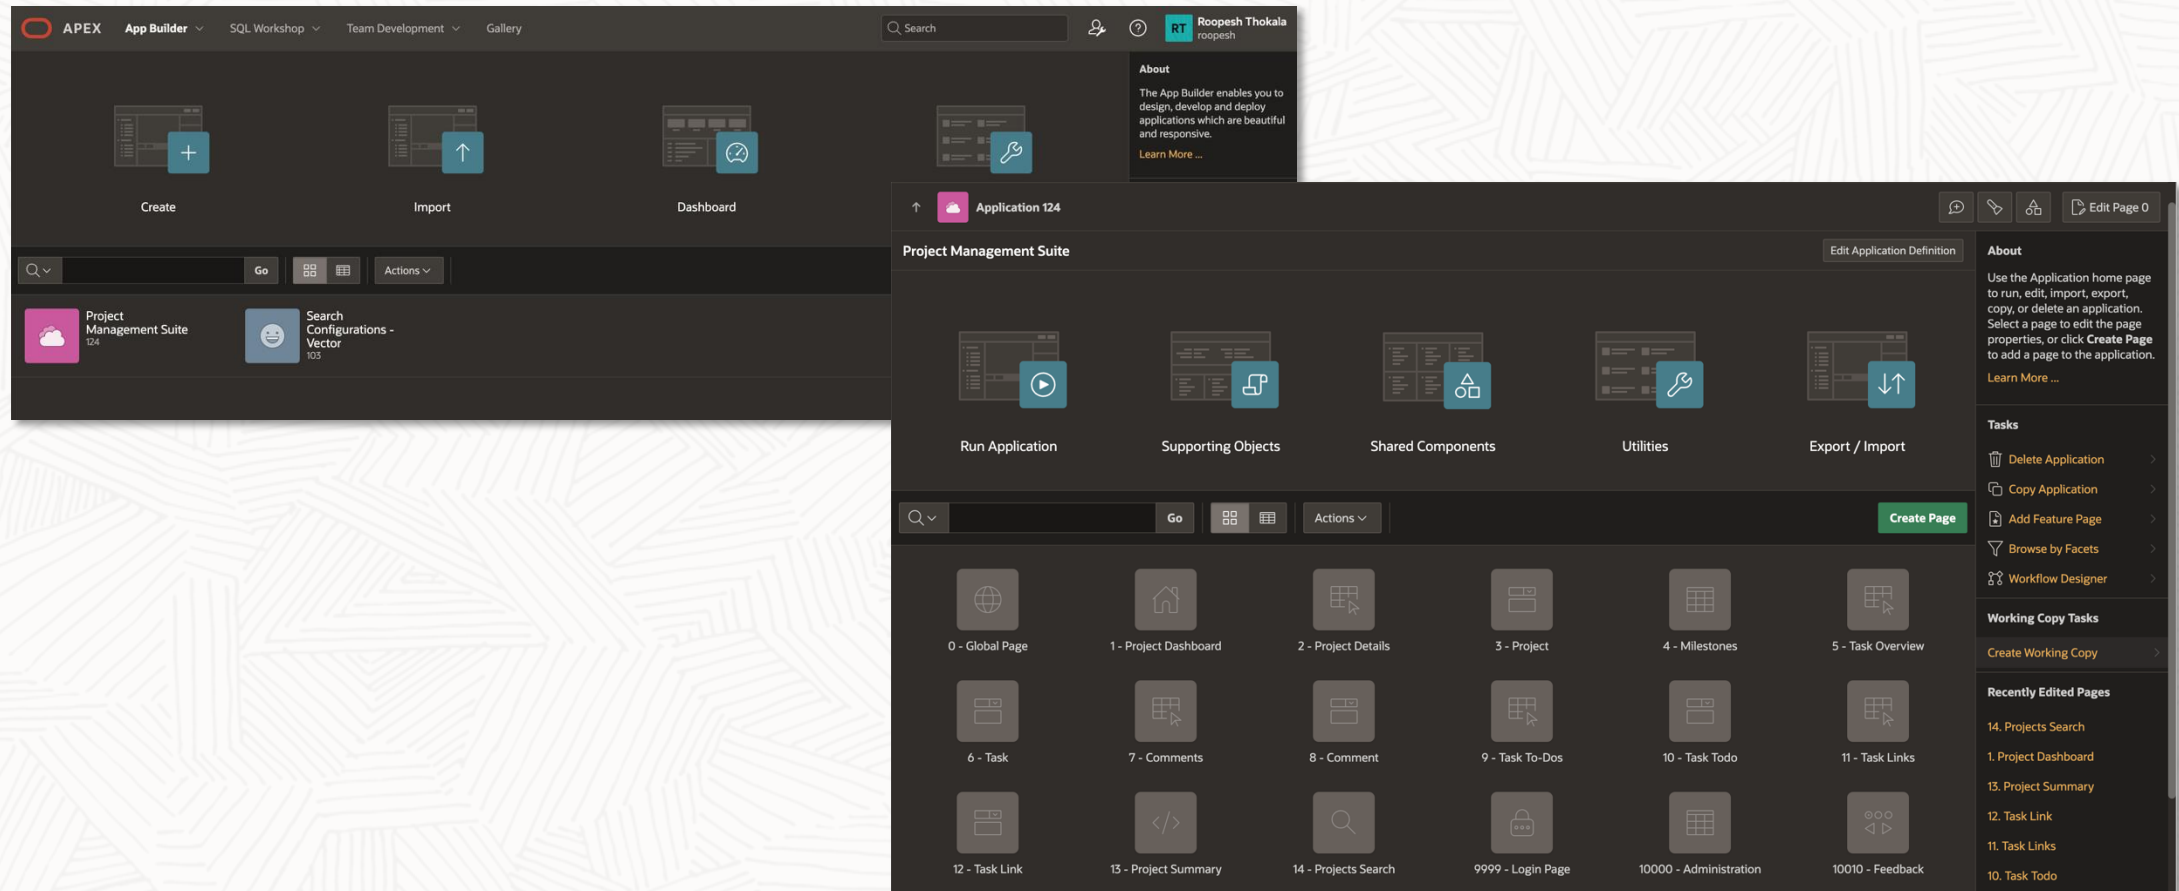 APEX
App Builder
SQL Workshop
Team Development
Gallery
Search
RT
Roopesh Thokala
roopesh
Create
Import
Dashboard
About
The App Builder enables you to
design, develop and deploy
applications which are beautiful
and responsive.
Learn More ...
Go
Actions
Project
Management Suite
124
Search
Configurations -
Vector
103
Application 124
Edit Page 0
Project Management Suite
Edit Application Definition
Run Application
Supporting Objects
Shared Components
Utilities
Export / Import
Go
Actions
Create Page
0 - Global Page
1 - Project Dashboard
2 - Project Details
3 - Project
4 - Milestones
5 - Task Overview
6 - Task
7 - Comments
8 - Comment
9 - Task To-Dos
10 - Task Todo
11 - Task Links
12 - Task Link
13 - Project Summary
14 - Projects Search
9999 - Login Page
10000 - Administration
10010 - Feedback
About
Use the Application home page
to run, edit, import, export,
copy, or delete an application.
Select a page to edit the page
properties, or click Create Page
to add a page to the application.
Learn More ...
Tasks
Delete Application
Copy Application
Add Feature Page
Browse by Facets
Workflow Designer
Working Copy Tasks
Create Working Copy
Recently Edited Pages
14. Projects Search
1. Project Dashboard
13. Project Summary
12. Task Link
11. Task Links
10. Task Todo